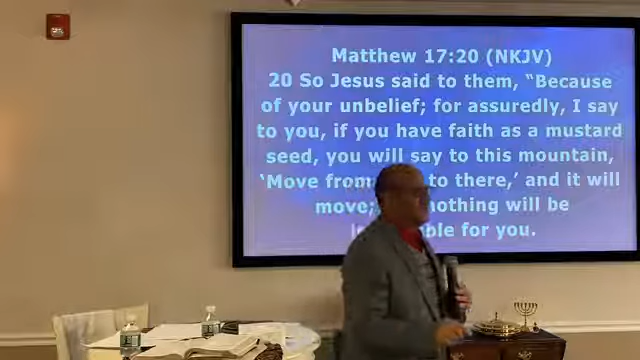 Matthew 17:20 (NKJV)
20 So Jesus said to them, “Because
of your unbelief; for assuredly, I say
to you, if you have faith as a mustard
seed, you will say to this mountain,
‘Move from to there,’ and it will
move; nothing will be
for you.